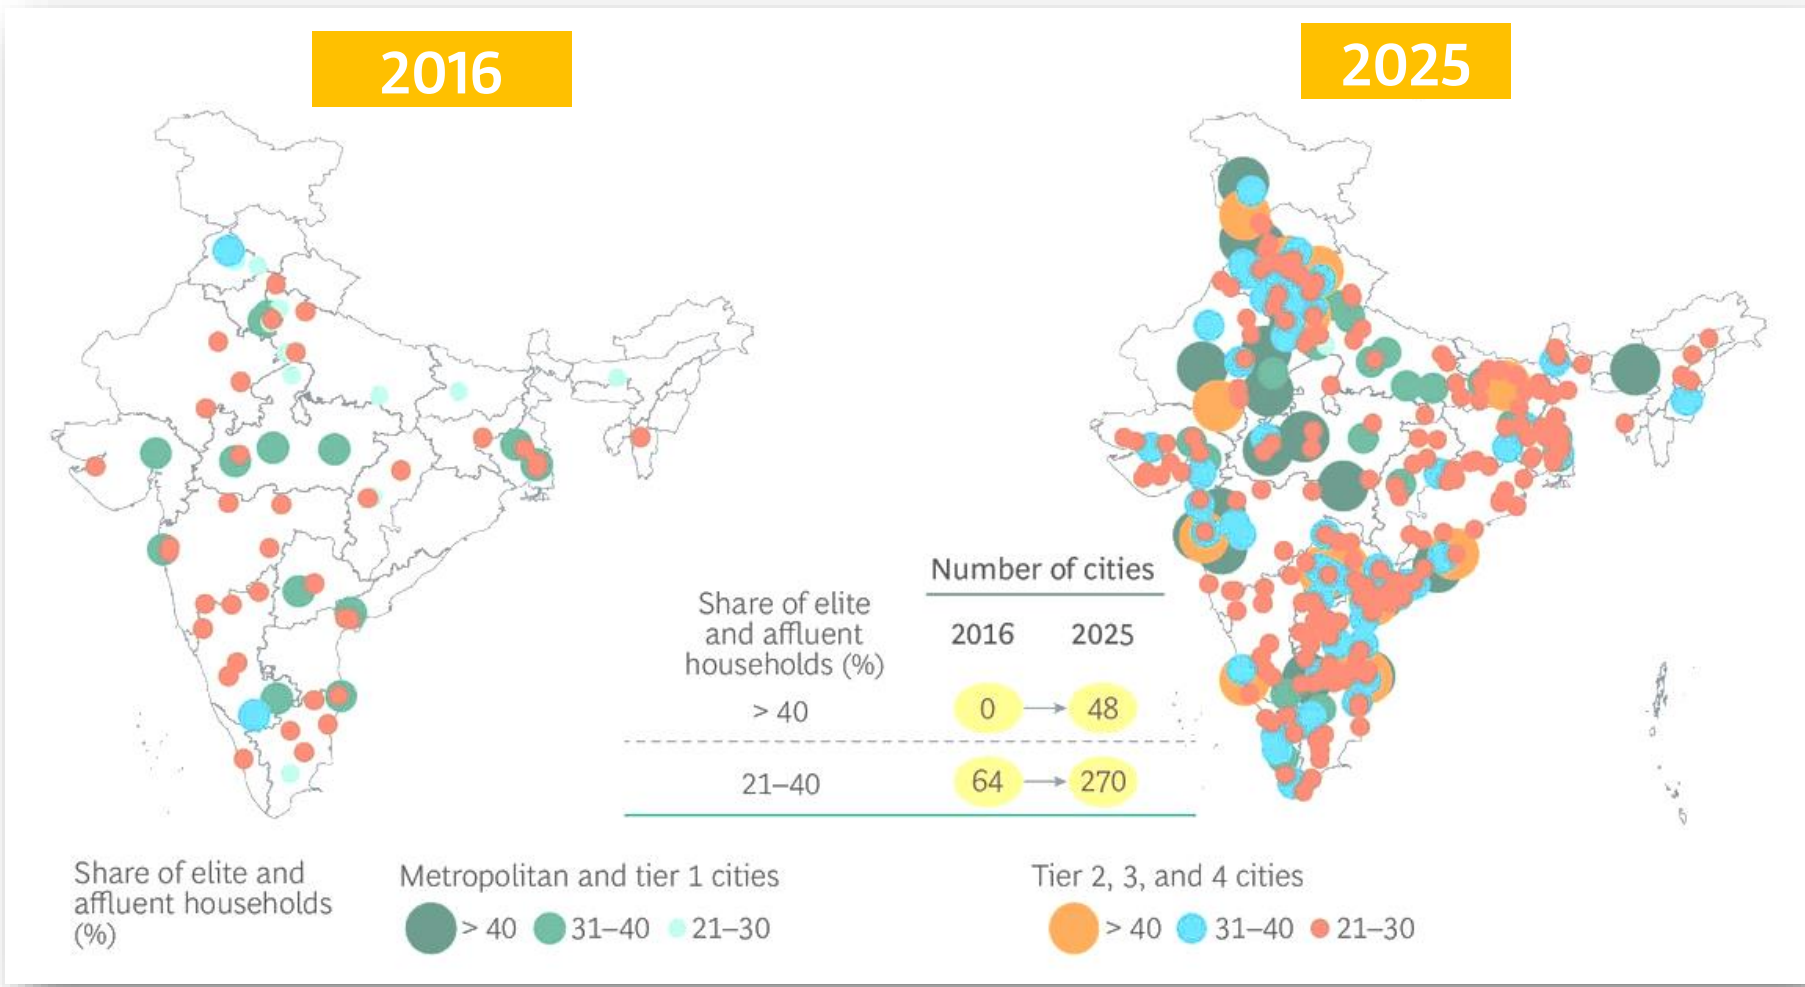 2016
2025
Number of cities
Share of elite
and affluent
households (%)
2016 2025
> 40 0 48
21–40 64 270
Share of elite and
affluent households
(%)
Metropolitan and tier 1 cities
> 40 31–40 21–30
Tier 2, 3, and 4 cities
> 40 31–40 21–30